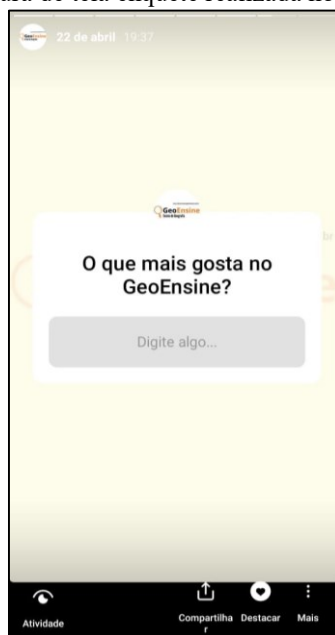 22 de abril 19:37
GeoEnsine
O que mais gosta no
GeoEnsine?
Digite algo...
Atividade
Compartilha
r
Destacar
Mais